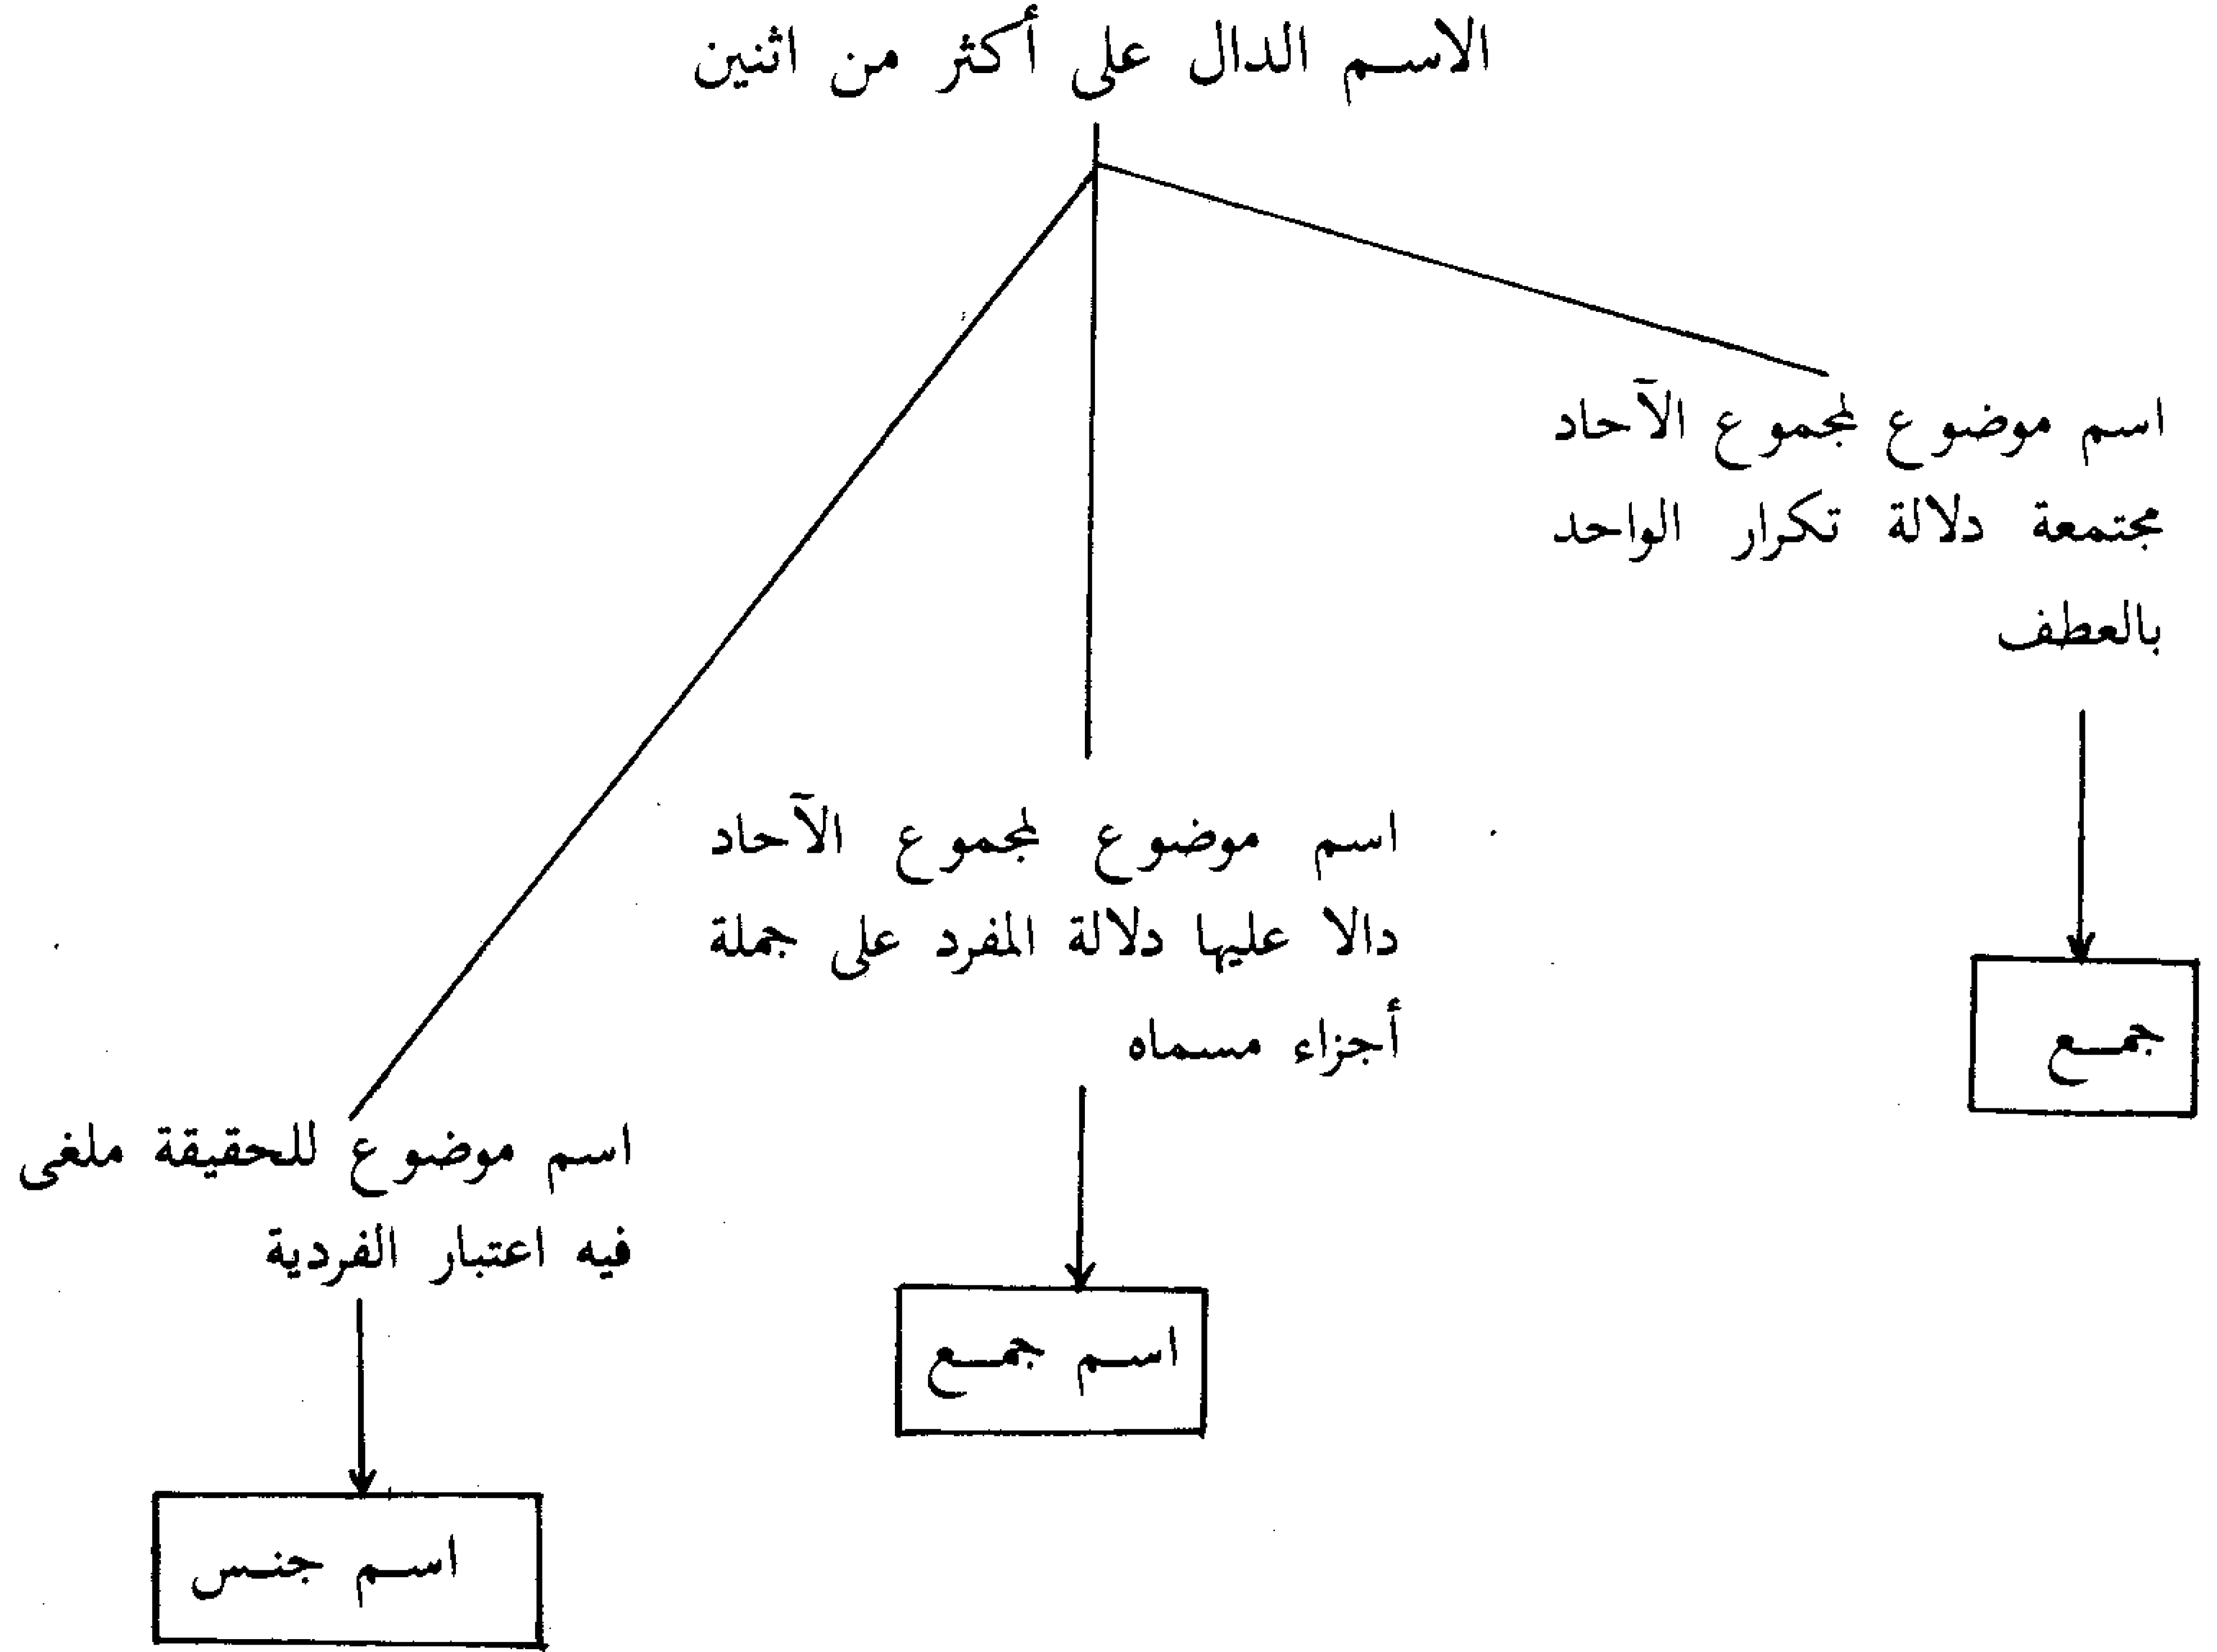 الاسم الدال على أكثر من اثنين
اسم موضوع لمجموع الآحاد
مجتمعة دلالة تكرار الواحد
بالعطف
جمع
اسم موضوع لمجموع الآحاد
دالا عليها دلالة المفرد على جملة
أجزاء مسماه
اسم جمع
اسم موضوع للحقيقة ملغى
فيه اعتبار الفردية
اسم جنس